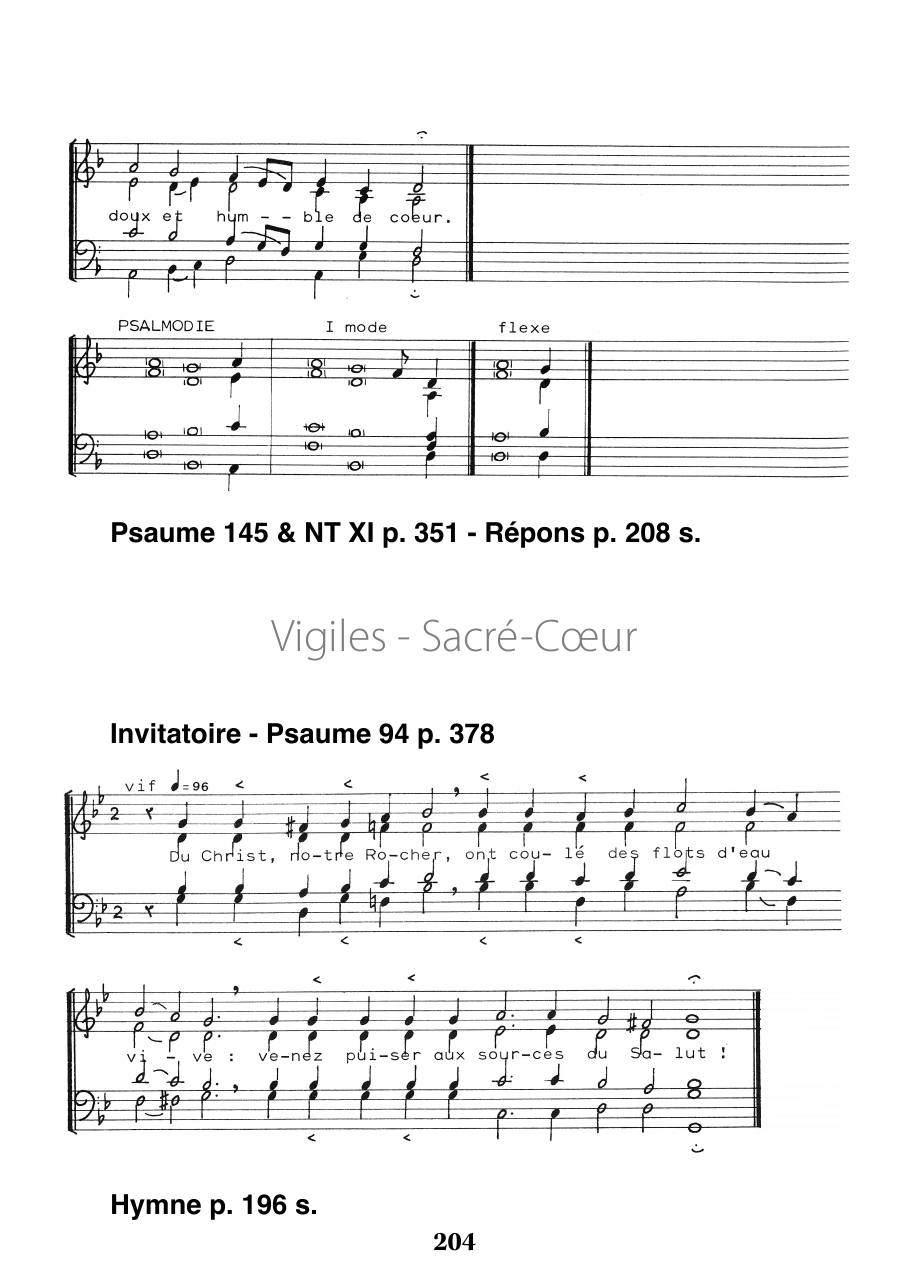 doux et hum - - ble de coeur.
PSALMODIE I mode flexe
Psaume 145 & NT XI p. 351 - Répons p. 208 s.
Vigiles - Sacré-Cœur
Invitatoire - Psaume 94 p. 378
vif ♩=96
2
Du Christ, no-tre Ro-cher, ont cou- lé des flots d'eau
2
vi - ve : ve-nez pui-ser aux sour-ces du Sa- lut !
Hymne p. 196 s.
204